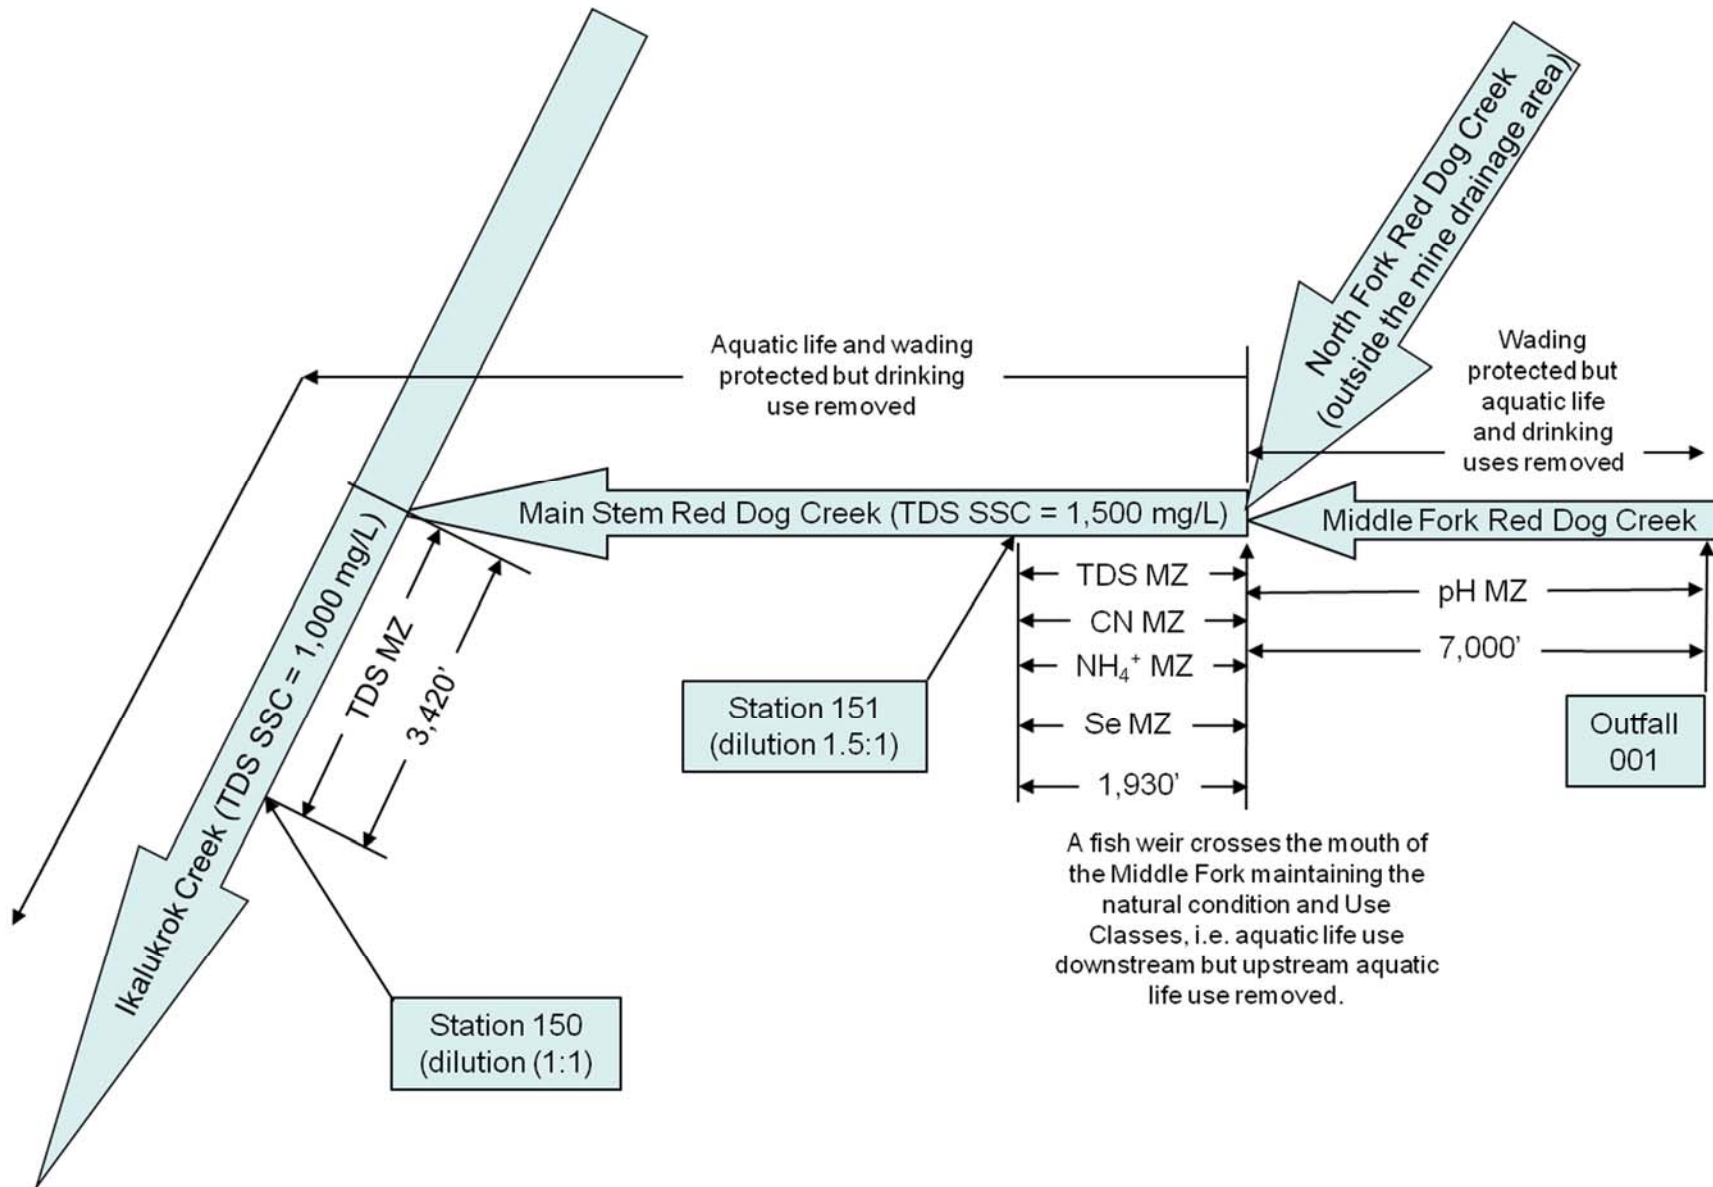 North Fork Red Dog Creek
(outside the mine drainage area)
Aquatic life and wading
protected but drinking
use removed
Wading
protected but
aquatic life
and drinking
uses removed
Main Stem Red Dog Creek (TDS SSC = 1,500 mg/L)
Middle Fork Red Dog Creek
Ikalukrok Creek (TDS SSC = 1,000 mg/L)
TDS MZ
3,420’
TDS MZ
CN MZ
NH₄⁺ MZ
Se MZ
1,930’
pH MZ
7,000’
Station 151
(dilution 1.5:1)
Outfall
001
A fish weir crosses the mouth of
the Middle Fork maintaining the
natural condition and Use
Classes, i.e. aquatic life use
downstream but upstream aquatic
life use removed.
Station 150
(dilution (1:1)